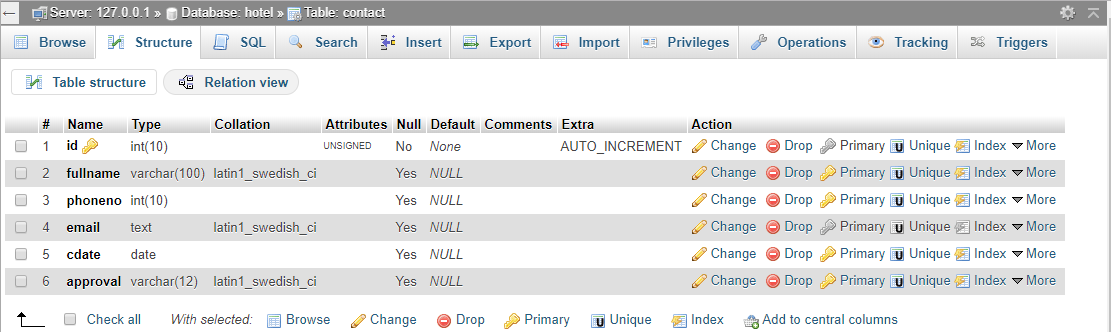 Server: 127.0.0.1 » Database: hotel » Table: contact
Browse Structure SQL Search Insert Export Import Privileges Operations Tracking Triggers
Table structure Relation view
# Name Type Collation Attributes Null Default Comments Extra Action
1 id int(10) UNSIGNED No None AUTO_INCREMENT Change Drop Primary Unique Index More
2 fullname varchar(100) latin1_swedish_ci Yes NULL Change Drop Primary Unique Index More
3 phoneno int(10) Yes NULL Change Drop Primary Unique Index More
4 email text latin1_swedish_ci Yes NULL Change Drop Primary Unique Index More
5 cdate date Yes NULL Change Drop Primary Unique Index More
6 approval varchar(12) latin1_swedish_ci Yes NULL Change Drop Primary Unique Index More
Check all With selected: Browse Change Drop Primary Unique Index Add to central columns